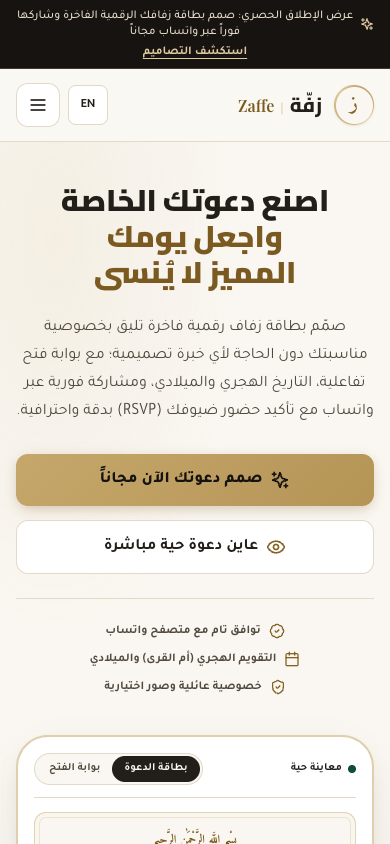 عرض الإطلاق الحصري: صمم بطاقة زفافك الرقمية الفاخرة وشاركها
فوراً عبر واتساب مجاناً
استكشف التصاميم
ز
زفّة | Zaffe
EN
اصنع دعوتك الخاصة
واجعل يومك
المميز لا يُنسى
صمّم بطاقة زفاف رقمية فاخرة تليق بخصوصية
مناسبتك دون الحاجة لأي خبرة تصميمية؛ مع بوابة فتح
تفاعلية، التاريخ الهجري والميلادي، ومشاركة فورية عبر
واتساب مع تأكيد حضور ضيوفك (RSVP) بدقة واحترافية.
صمم دعوتك الآن مجاناً
عاين دعوة حية مباشرة
توافق تام مع متصفح واتساب
التقويم الهجري (أم القرى) والميلادي
خصوصية عائلية وصور اختيارية
معاينة حية
بطاقة الدعوة
بوابة الفتح
بِسْمِ اللهِ الرَّحْمَٰنِ الرَّحِيمِ